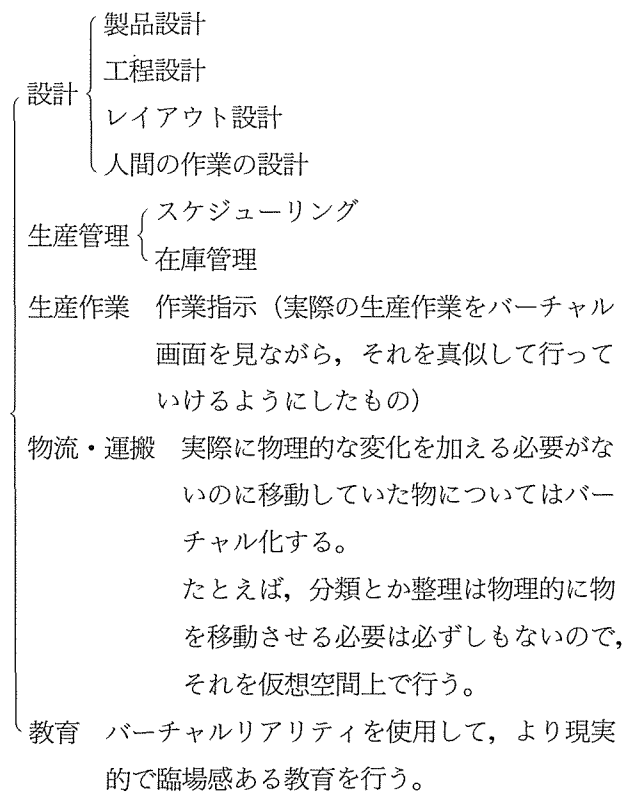 製品設計
工程設計
設計
レイアウト設計
人間の作業の設計
スケジューリング
生産管理
在庫管理
生産作業　作業指示（実際の生産作業をバーチャル
画面を見ながら，それを真似して行って
いけるようにしたもの）
物流・運搬　実際に物理的な変化を加える必要がな
いのに移動していた物についてはバー
チャル化する。
たとえば，分類とか整理は物理的に物
を移動させる必要は必ずしもないので，
それを仮想空間上で行う。
教育　バーチャルリアリティを使用して，より現実
的で臨場感ある教育を行う。